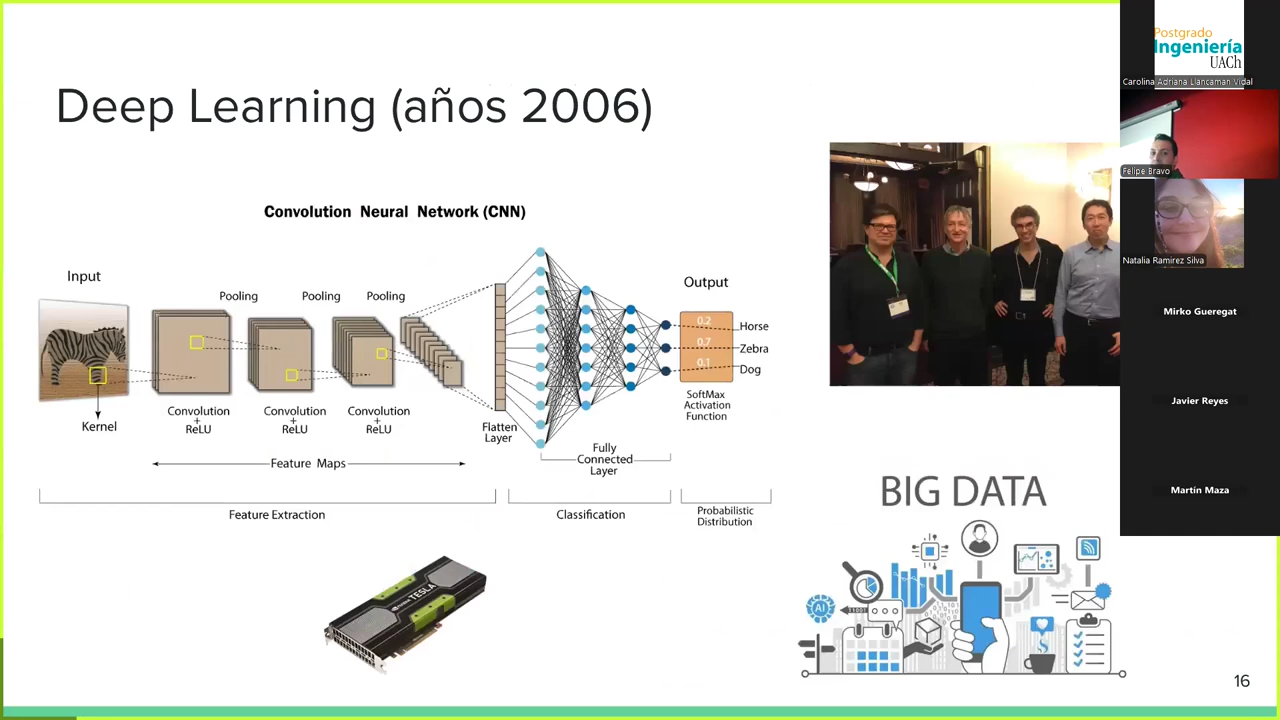 Deep Learning (años 2006)
Convolution Neural Network (CNN)
Input
Pooling
Pooling
Pooling
Output
0.2
0.7
0.1
Horse
Zebra
Dog
Kernel
Convolution
+
ReLU
Convolution
+
ReLU
Convolution
+
ReLU
Flatten
Layer
SoftMax
Activation
Function
Fully
Connected
Layer
Feature Maps
Feature Extraction
Classification
Probabilistic
Distribution
TESLA
BIG DATA
AI
16
Postgrado
Ingeniería
UACh
Carolina Adriana Llancaman Vidal
Felipe Bravo
Natalia Ramirez Silva
Mirko Gueregat
Javier Reyes
Martín Maza